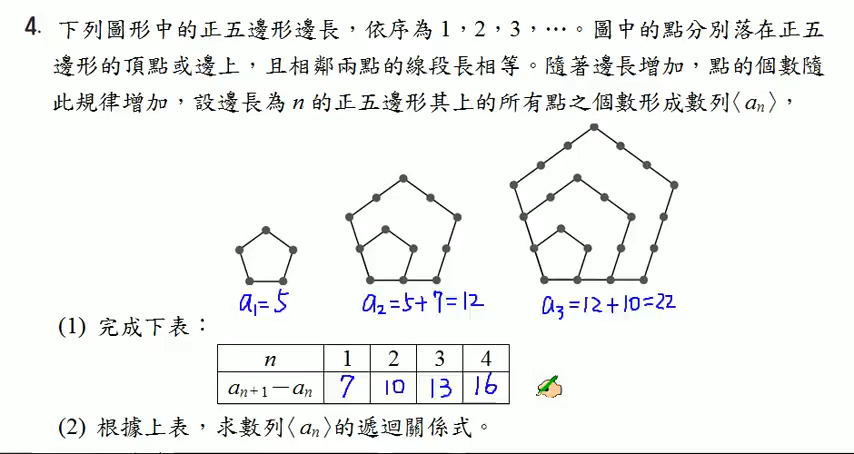 4. 下列圖形中的正五邊形邊長，依序為 1，2，3，⋯。圖中的點分別落在正五
邊形的頂點或邊上，且相鄰兩點的線段長相等。隨著邊長增加，點的個數隨
此規律增加，設邊長為 n 的正五邊形其上的所有點之個數形成數列⟨aₙ⟩，
a₁=5 a₂=5+7=12 a₃=12+10=22
(1) 完成下表：
n 1 2 3 4
aₙ₊₁−aₙ 7 10 13 16
(2) 根據上表，求數列⟨aₙ⟩的遞迴關係式。